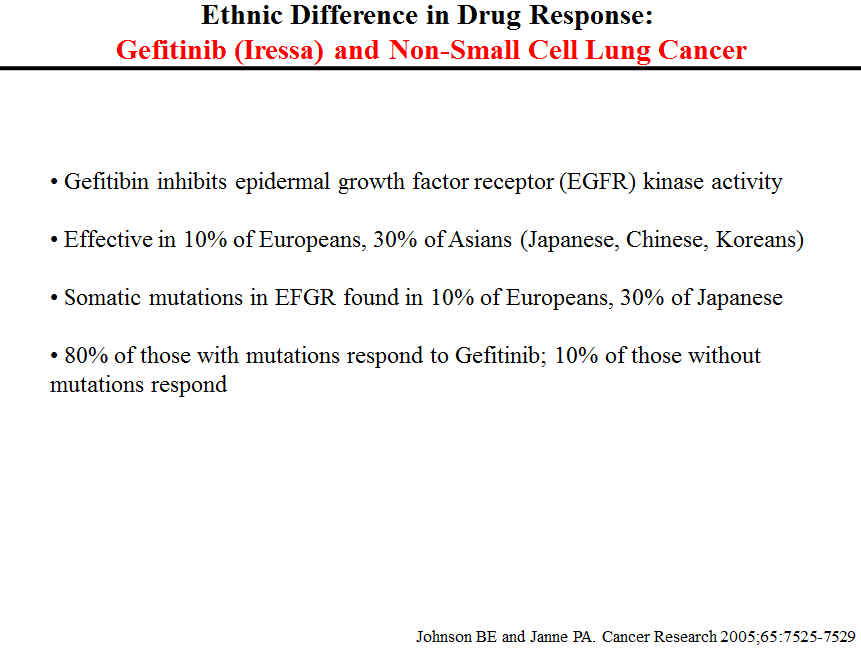 Ethnic Difference in Drug Response:
Gefitinib (Iressa) and Non-Small Cell Lung Cancer
• Gefitibin inhibits epidermal growth factor receptor (EGFR) kinase activity
• Effective in 10% of Europeans, 30% of Asians (Japanese, Chinese, Koreans)
• Somatic mutations in EFGR found in 10% of Europeans, 30% of Japanese
• 80% of those with mutations respond to Gefitinib; 10% of those without
mutations respond
Johnson BE and Janne PA. Cancer Research 2005;65:7525-7529